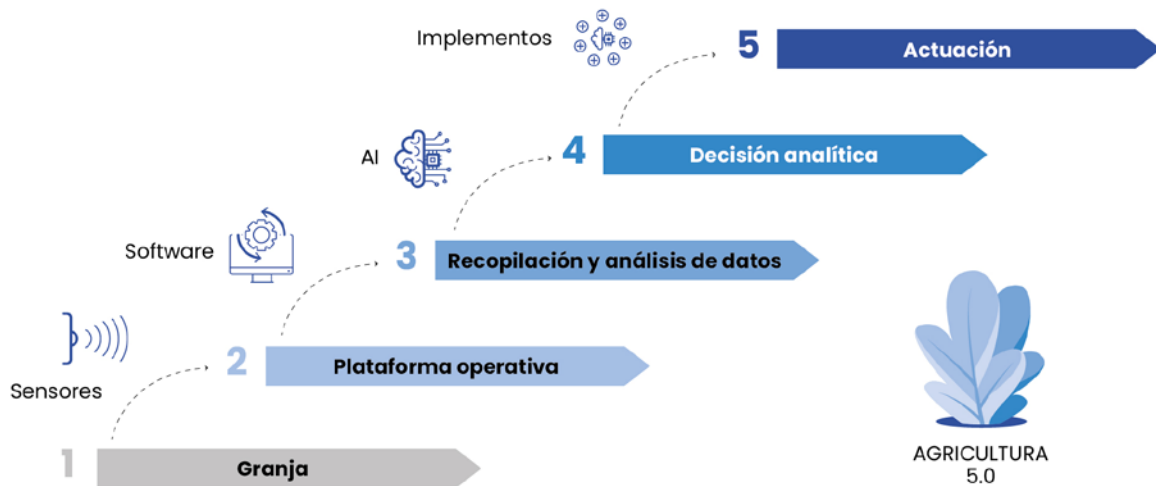 Implementos
5 Actuación
AI
4 Decisión analítica
Software
3 Recopilación y análisis de datos
Sensores
2 Plataforma operativa
1 Granja
AGRICULTURA
5.0